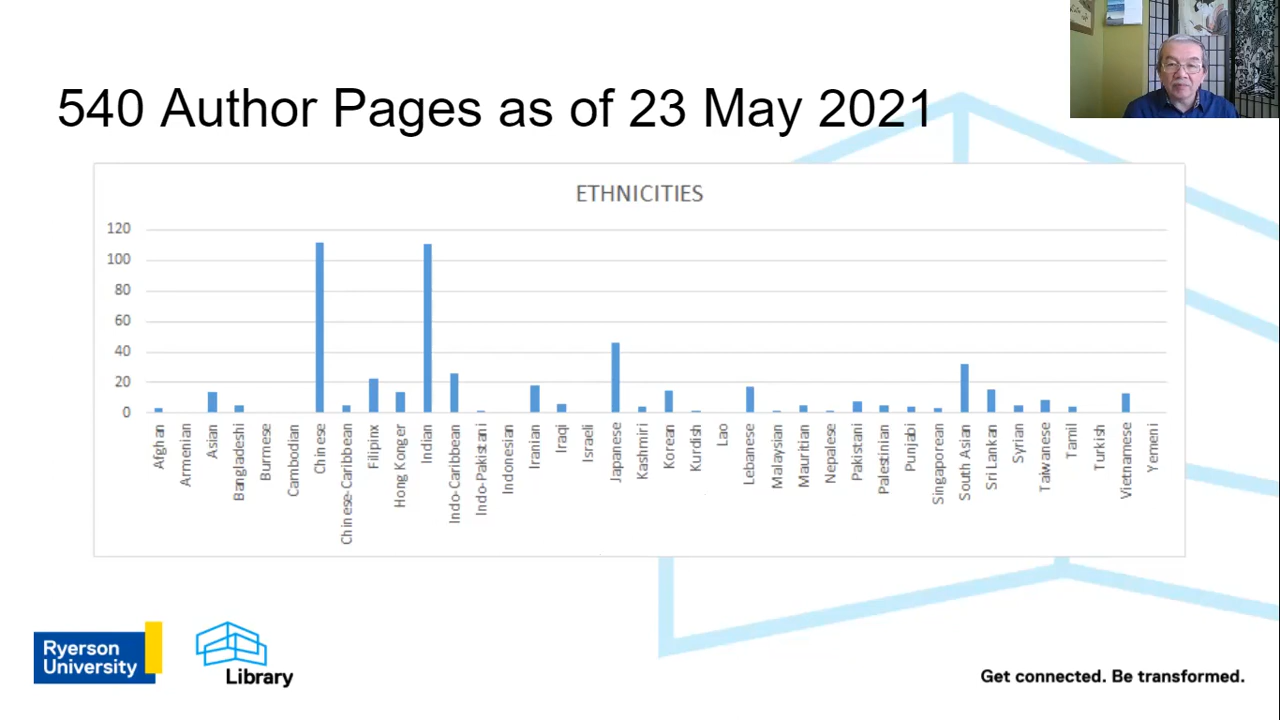 540 Author Pages as of 23 May 2021
ETHNICITIES
120
100
80
60
40
20
0
Afghan
Armenian
Asian
Bangladeshi
Burmese
Cambodian
Chinese
Chinese-Caribbean
Filipinx
Hong Konger
Indian
Indo-Caribbean
Indo-Pakistani
Indonesian
Iranian
Iraqi
Israeli
Japanese
Kashmiri
Korean
Kurdish
Lao
Lebanese
Malaysian
Mauritian
Nepalese
Pakistani
Palestinian
Punjabi
Singaporean
South Asian
Sri Lankan
Syrian
Taiwanese
Tamil
Turkish
Vietnamese
Yemeni
Ryerson
University
Library
Get connected. Be transformed.